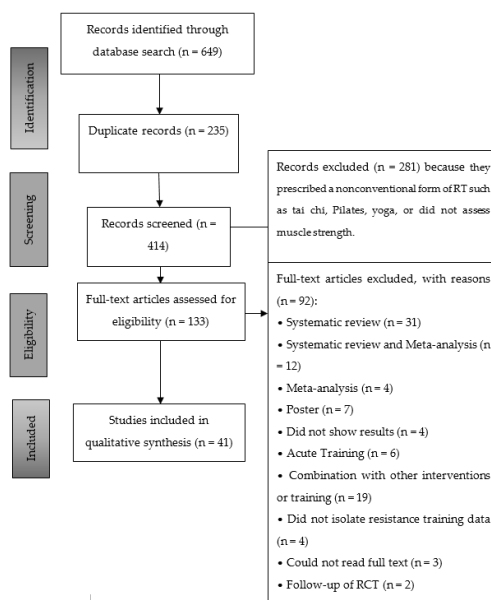 Records identified through
database search (n = 649)
Identification
Duplicate records (n = 235)
Records excluded (n = 281) because they
prescribed a nonconventional form of RT such
as tai chi, Pilates, yoga, or did not assess
muscle strength.
Screening
Records screened (n =
414)
Full-text articles assessed for
eligibility (n = 133)
Eligibility
Full-text articles excluded, with reasons
(n = 92):
• Systematic review (n = 31)
• Systematic review and Meta-analysis (n
= 12)
• Meta-analysis (n = 4)
• Poster (n = 7)
• Did not show results (n = 4)
• Acute Training (n = 6)
• Combination with other interventions
or training (n = 19)
• Did not isolate resistance training data
(n = 4)
• Could not read full text (n = 3)
• Follow-up of RCT (n = 2)
Studies included in
qualitative synthesis (n = 41)
Included